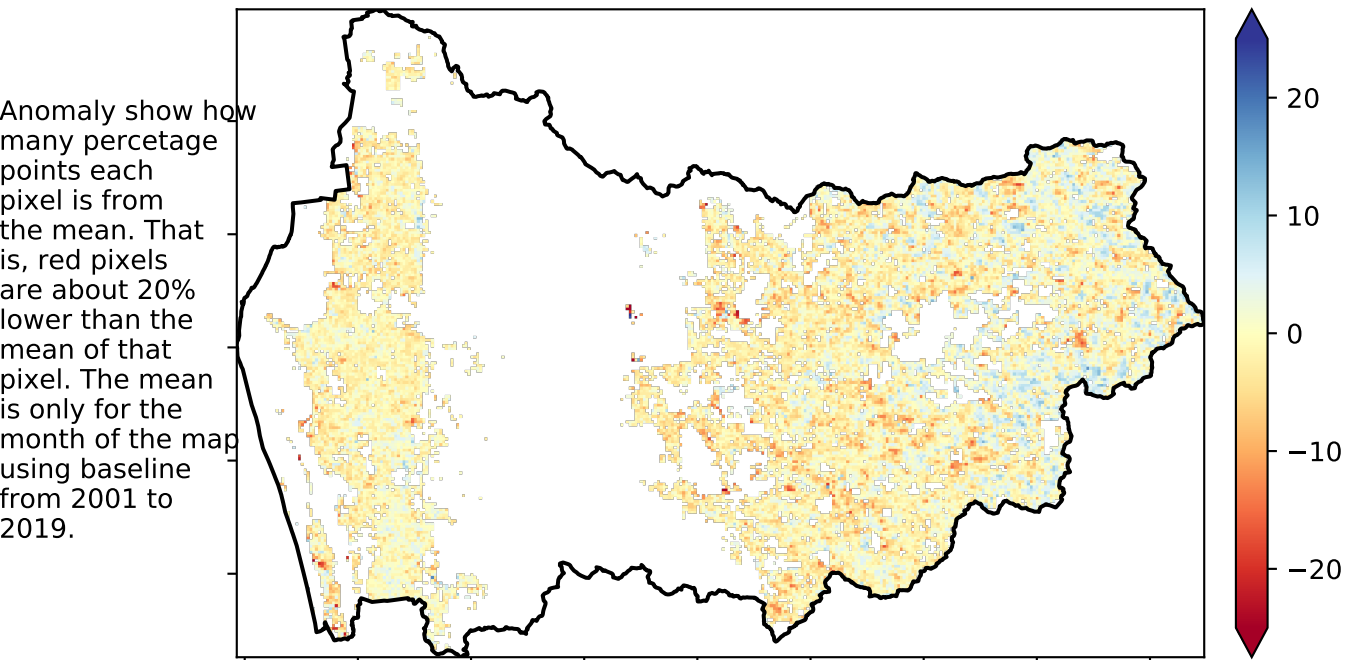 Anomaly show how
many percetage
points each
pixel is from
the mean. That
is, red pixels
are about 20%
lower than the
mean of that
pixel. The mean
is only for the
month of the map
using baseline
from 2001 to
2019.
20
10
0
−10
−20